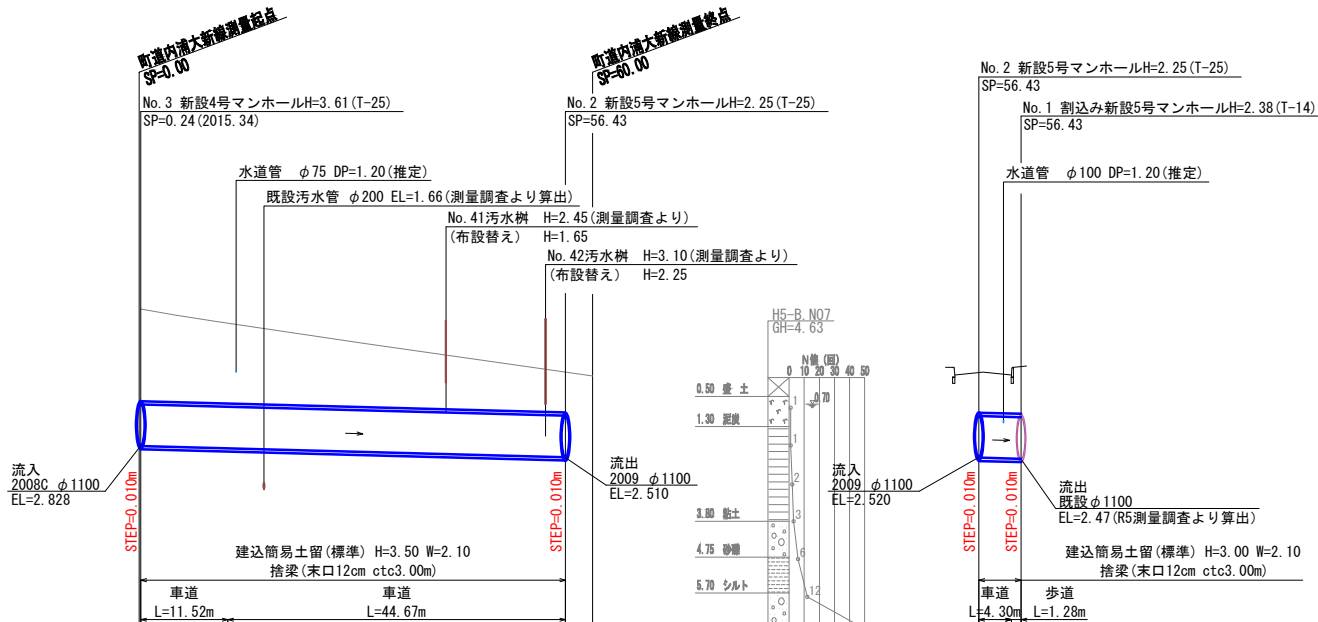 町道内浦大新線測量起点
SP=0.00
No.3 新設4号マンホールH=3.61(T-25)
SP=0.24(2015.34)
水道管 φ75 DP=1.20(推定)
既設汚水管 φ200 EL=1.66(測量調査より算出)
No.41汚水桝 H=2.45(測量調査より)
(布設替え) H=1.65
No.42汚水桝 H=3.10(測量調査より)
(布設替え) H=2.25
町道内浦大新線測量終点
SP=60.00
No.2 新設5号マンホールH=2.25(T-25)
SP=56.43
流入
2008C φ1100
EL=2.828
STEP=0.010m
流出
2009 φ1100
EL=2.510
STEP=0.010m
建込簡易土留(標準) H=3.50 W=2.10
捨梁(末口12cm ctc3.00m)
車道
L=11.52m
車道
L=44.67m
H5-B.NO7
GH=4.63
N値(回)
0 10 20 30 40 50
0.50 盛土
1.30 泥炭
3.80 粘土
4.75 砂礫
5.70 シルト
0.70
1
1
2
3
6
12
No.2 新設5号マンホールH=2.25(T-25)
SP=56.43
No.1 割込み新設5号マンホールH=2.38(T-14)
SP=56.43
水道管 φ100 DP=1.20(推定)
流入
2009 φ1100
EL=2.520
STEP=0.010m
STEP=0.010m
流出
既設φ1100
EL=2.47(R5測量調査より算出)
建込簡易土留(標準) H=3.00 W=2.10
捨梁(末口12cm ctc3.00m)
車道
L=4.30m
歩道
L=1.28m